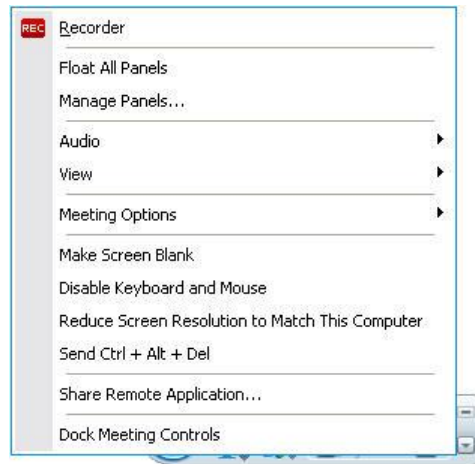 REC Recorder
Float All Panels
Manage Panels...
Audio
View
Meeting Options
Make Screen Blank
Disable Keyboard and Mouse
Reduce Screen Resolution to Match This Computer
Send Ctrl + Alt + Del
Share Remote Application...
Dock Meeting Controls